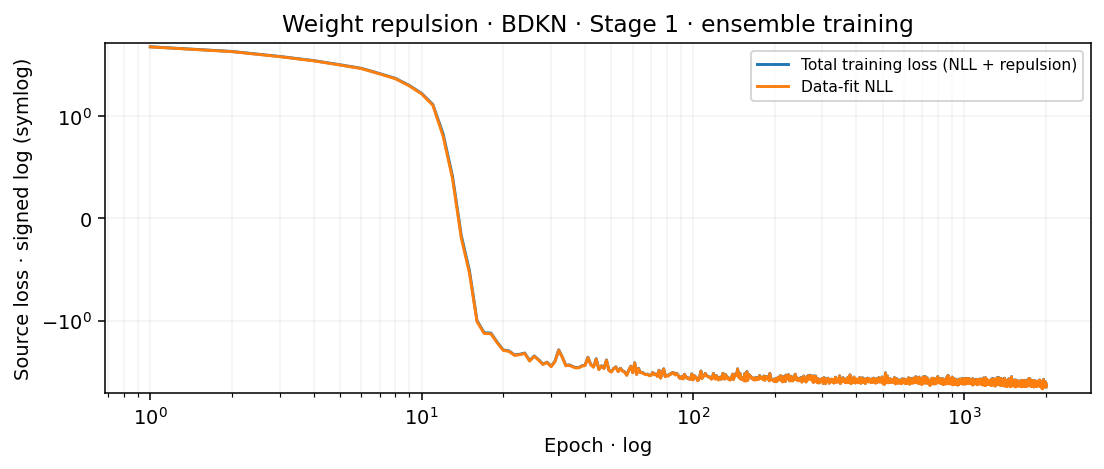 Weight repulsion · BDKN · Stage 1 · ensemble training
Source loss · signed log (symlog)
10⁰
0
−10⁰
Total training loss (NLL + repulsion)
Data-fit NLL
10⁰
10¹
10²
10³
Epoch · log